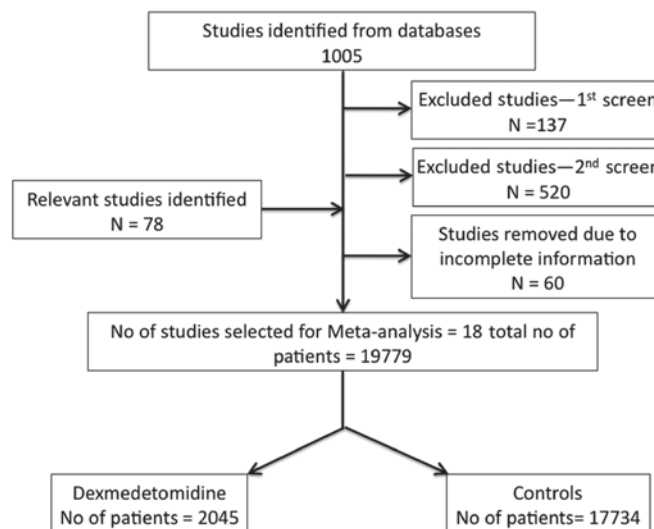 Studies identified from databases
1005
Excluded studies—1st screen
N =137
Excluded studies—2nd screen
N = 520
Relevant studies identified
N = 78
Studies removed due to
incomplete information
N = 60
No of studies selected for Meta-analysis = 18 total no of
patients = 19779
Dexmedetomidine
No of patients = 2045
Controls
No of patients= 17734